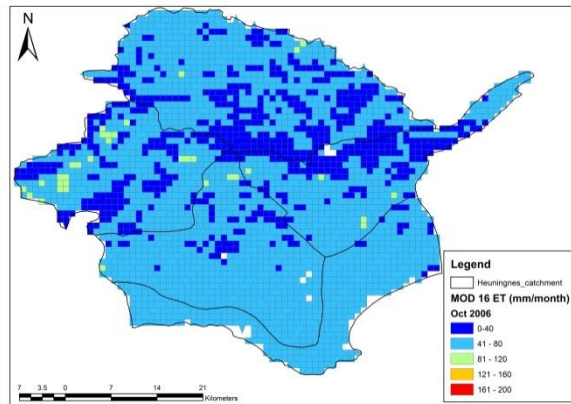 N
Legend
Heuningnes_catchment
MOD 16 ET (mm/month)
Oct 2006
0-40
41 - 80
81 - 120
121 - 160
161 - 200
7 3.5 0 7 14 21
Kilometers